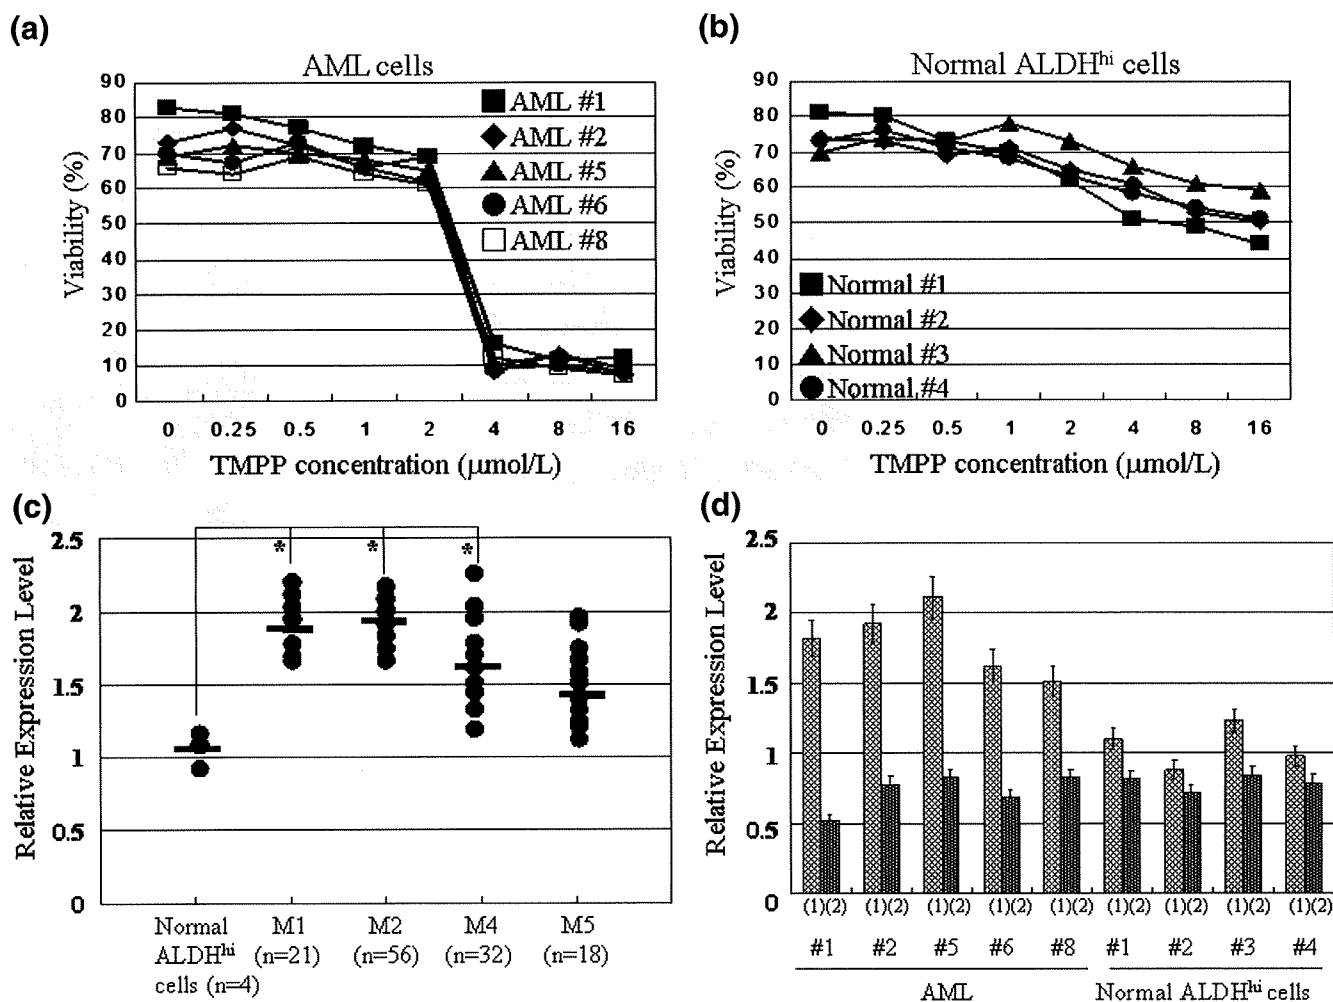 (a)
AML cells
90
80
70
60
50
40
30
20
10
0
Viability (%)
AML #1
AML #2
AML #5
AML #6
AML #8
0 0.25 0.5 1 2 4 8 16
TMPP concentration (μmol/L)
(b)
Normal ALDHhi cells
90
80
70
60
50
40
30
20
10
0
Viability (%)
Normal #1
Normal #2
Normal #3
Normal #4
0 0.25 0.5 1 2 4 8 16
TMPP concentration (μmol/L)
(c)
2.5
2
1.5
1
0.5
0
Relative Expression Level
* * *
Normal ALDHhi cells (n=4)
M1 (n=21)
M2 (n=56)
M4 (n=32)
M5 (n=18)
(d)
2.5
2
1.5
1
0.5
0
Relative Expression Level
(1)(2) (1)(2) (1)(2) (1)(2) (1)(2) (1)(2) (1)(2) (1)(2) (1)(2)
#1 #2 #5 #6 #8 #1 #2 #3 #4
AML Normal ALDHhi cells